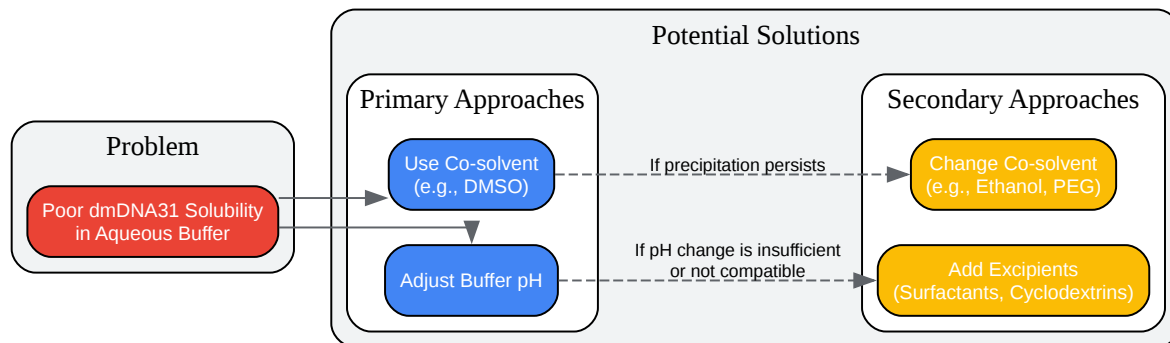 Potential Solutions
Primary Approaches
Secondary Approaches
Problem
Use Co-solvent
(e.g., DMSO)
If precipitation persists
Change Co-solvent
(e.g., Ethanol, PEG)
Poor dmDNA31 Solubility
in Aqueous Buffer
Adjust Buffer pH
If pH change is insufficient
or not compatible
Add Excipients
(Surfactants, Cyclodextrins)